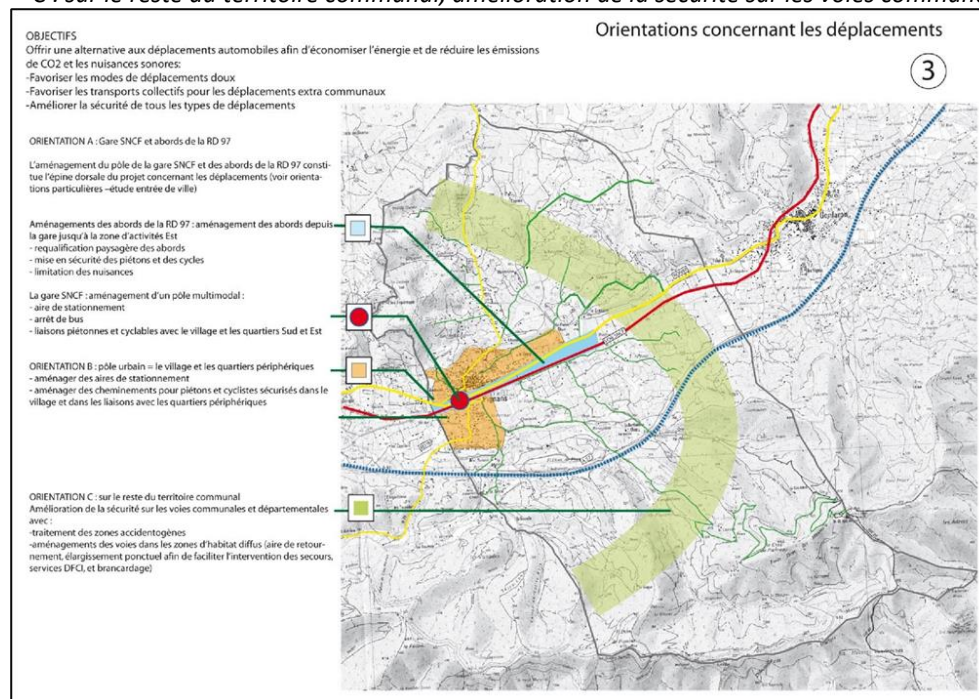 C : sur le reste du territoire communal, amélioration de la sécurité sur les voies commun
Orientations concernant les déplacements
3
OBJECTIFS
Offrir une alternative aux déplacements automobiles afin d'économiser l'énergie et de réduire les émissions
de CO2 et les nuisances sonores:
-Favoriser les modes de déplacements doux
-Favoriser les transports collectifs pour les déplacements extra communaux
-Améliorer la sécurité de tous les types de déplacements
ORIENTATION A : Gare SNCF et abords de la RD 97
L'aménagement du pôle de la gare SNCF et des abords de la RD 97 consti-
tue l'épine dorsale du projet concernant les déplacements (voir orienta-
tions particulières –étude entrée de ville)
Aménagements des abords de la RD 97 : aménagement des abords depuis
la gare jusqu'à la zone d'activités Est
- requalification paysagère des abords
- mise en sécurité des piétons et des cycles
- limitation des nuisances
La gare SNCF : aménagement d'un pôle multimodal :
- aire de stationnement
- arrêt de bus
- liaisons piétonnes et cyclables avec le village et les quartiers Sud et Est
ORIENTATION B : pôle urbain = le village et les quartiers périphériques
- aménager des aires de stationnement
- aménager des cheminements pour piétons et cyclistes sécurisés dans le
village et dans les liaisons avec les quartiers périphériques
ORIENTATION C : sur le reste du territoire communal
Amélioration de la sécurité sur les voies communales et départementales
avec :
-traitement des zones accidentogènes
-aménagements des voies dans les zones d'habitat diffus (aire de retour-
nement, élargissement ponctuel afin de faciliter l'intervention des secours,
services DFCI, et brancardage)